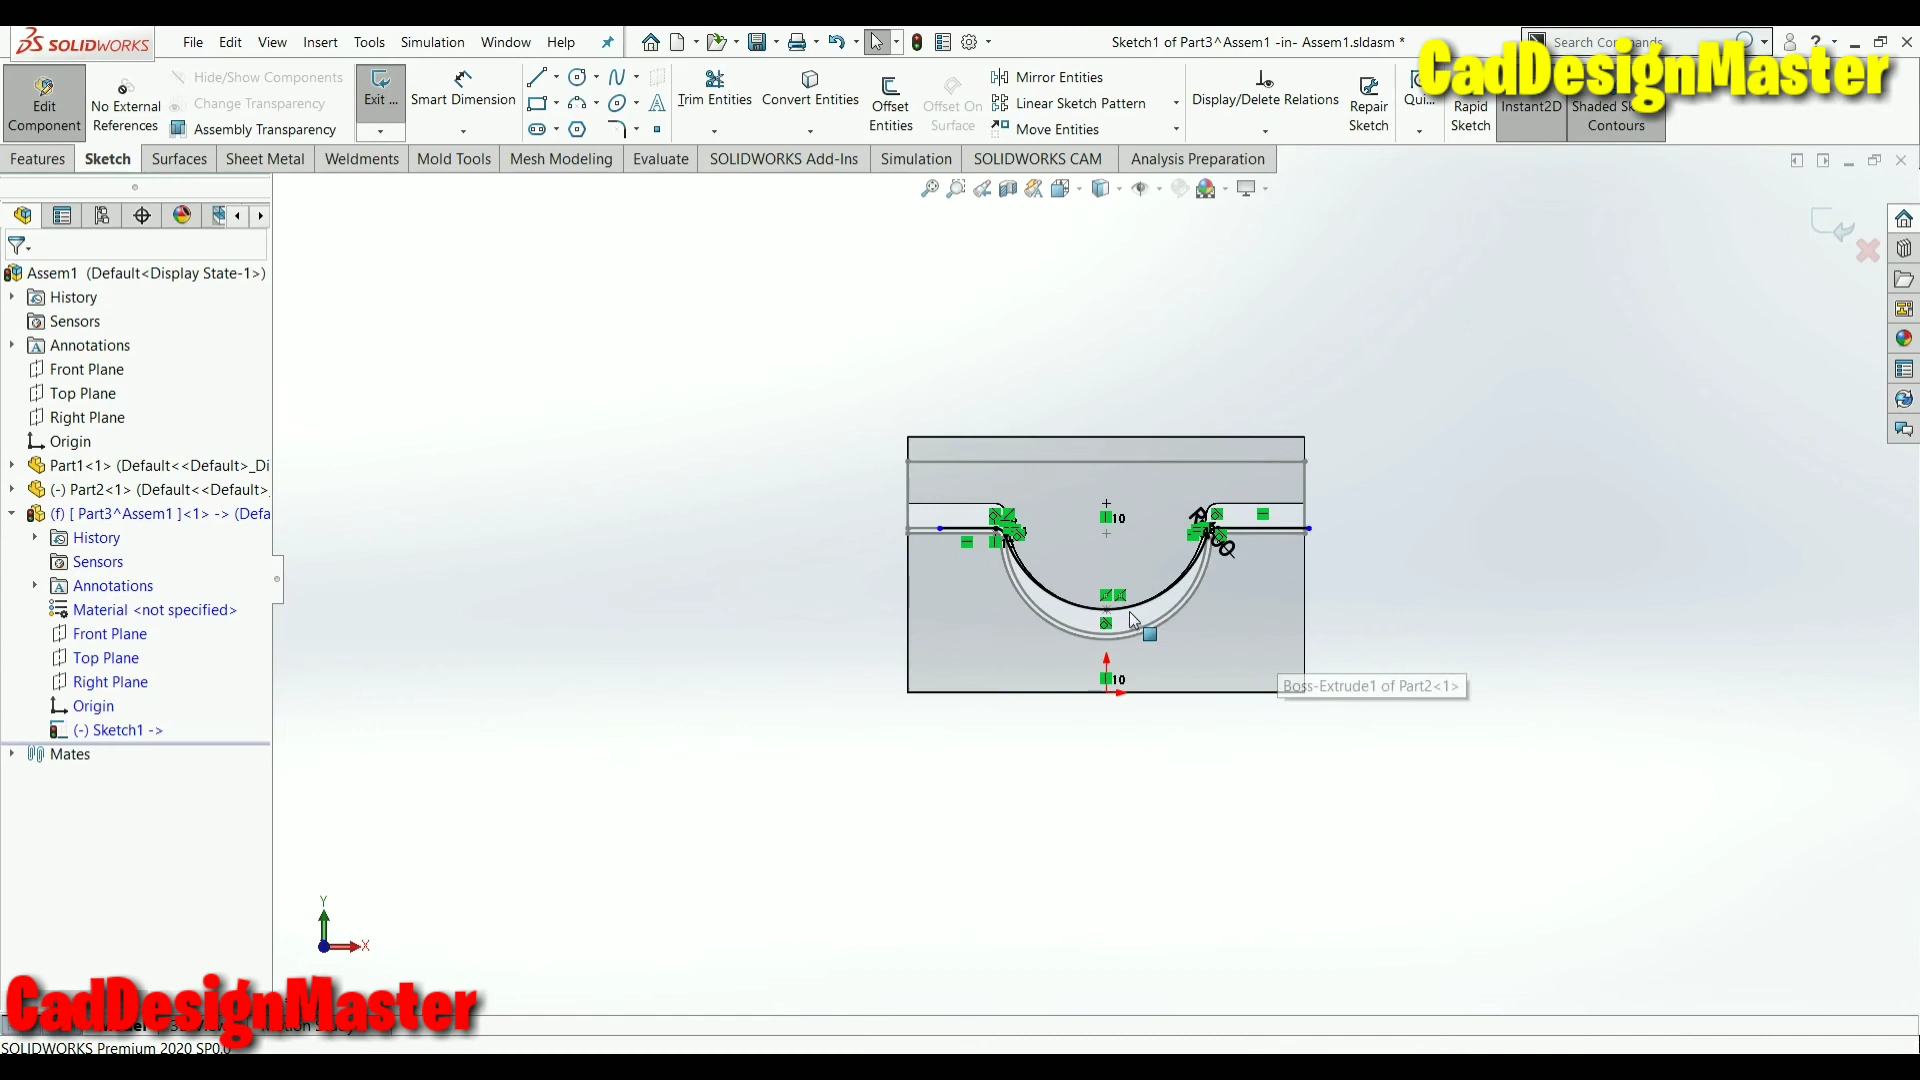 SOLIDWORKS
File Edit View Insert Tools Simulation Window Help
Sketch1 of Part3^Assem1 -in- Assem1.sldasm *
Search Commands
CadDesignMaster
Edit Component
No External References
Hide/Show Components
Change Transparency
Assembly Transparency
Exit ...
Smart Dimension
Trim Entities
Convert Entities
Offset Entities
Offset On Surface
Mirror Entities
Linear Sketch Pattern
Move Entities
Display/Delete Relations
Repair Sketch
Qui...
Rapid Sketch
Instant2D
Shaded Sk
Contours
Features Sketch Surfaces Sheet Metal Weldments Mold Tools Mesh Modeling Evaluate SOLIDWORKS Add-Ins Simulation SOLIDWORKS CAM Analysis Preparation
Assem1 (Default<Display State-1>)
History
Sensors
Annotations
Front Plane
Top Plane
Right Plane
Origin
Part1<1> (Default<<Default>_Di
(-) Part2<1> (Default<<Default>
(f) [ Part3^Assem1 ]<1> -> (Defa
History
Sensors
Annotations
Material <not specified>
Front Plane
Top Plane
Right Plane
Origin
(-) Sketch1 ->
Mates
10
10
Boss-Extrude1 of Part2<1>
Y
X
CadDesignMaster
SOLIDWORKS Premium 2020 SP0.0